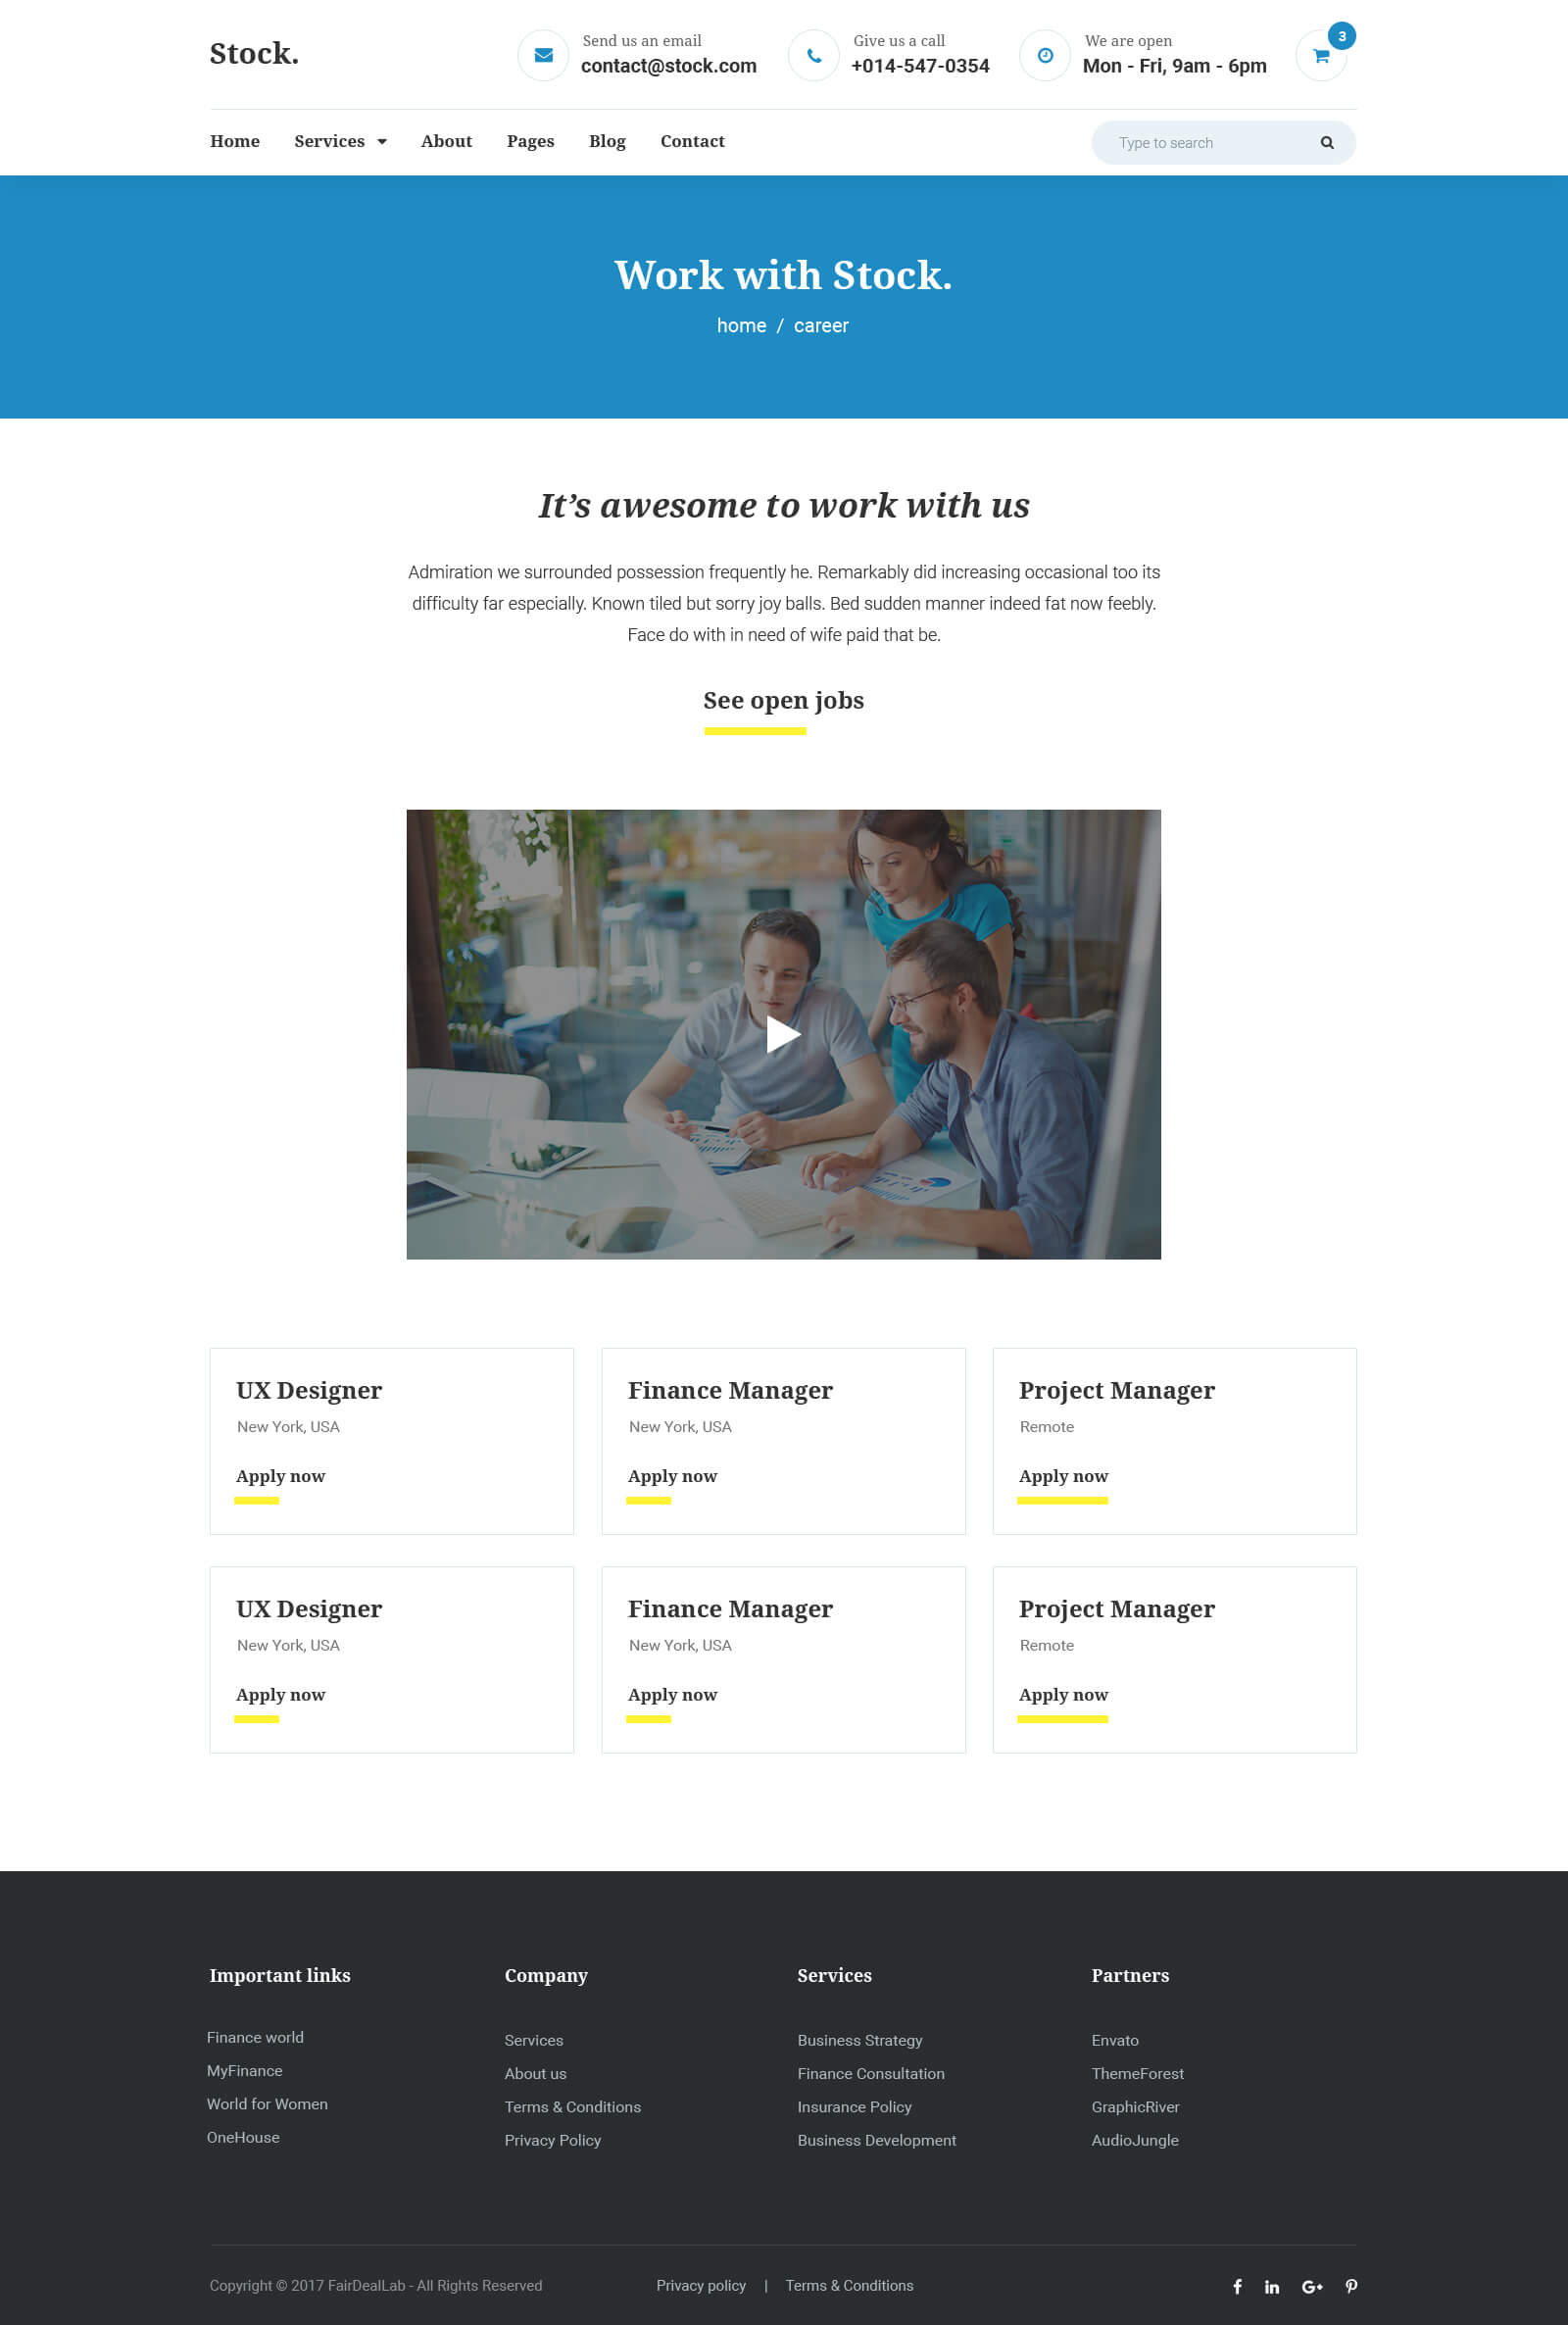 Stock.
Send us an email
contact@stock.com
Give us a call
+014-547-0354
We are open
Mon - Fri, 9am - 6pm
3
Home Services About Pages Blog Contact
Type to search
Work with Stock.
home / career
It’s awesome to work with us
Admiration we surrounded possession frequently he. Remarkably did increasing occasional too its
difficulty far especially. Known tiled but sorry joy balls. Bed sudden manner indeed fat now feebly.
Face do with in need of wife paid that be.
See open jobs
UX Designer
New York, USA
Apply now
Finance Manager
New York, USA
Apply now
Project Manager
Remote
Apply now
UX Designer
New York, USA
Apply now
Finance Manager
New York, USA
Apply now
Project Manager
Remote
Apply now
Important links
Finance world
MyFinance
World for Women
OneHouse
Company
Services
About us
Terms & Conditions
Privacy Policy
Services
Business Strategy
Finance Consultation
Insurance Policy
Business Development
Partners
Envato
ThemeForest
GraphicRiver
AudioJungle
Copyright © 2017 FairDealLab - All Rights Reserved
Privacy policy | Terms & Conditions